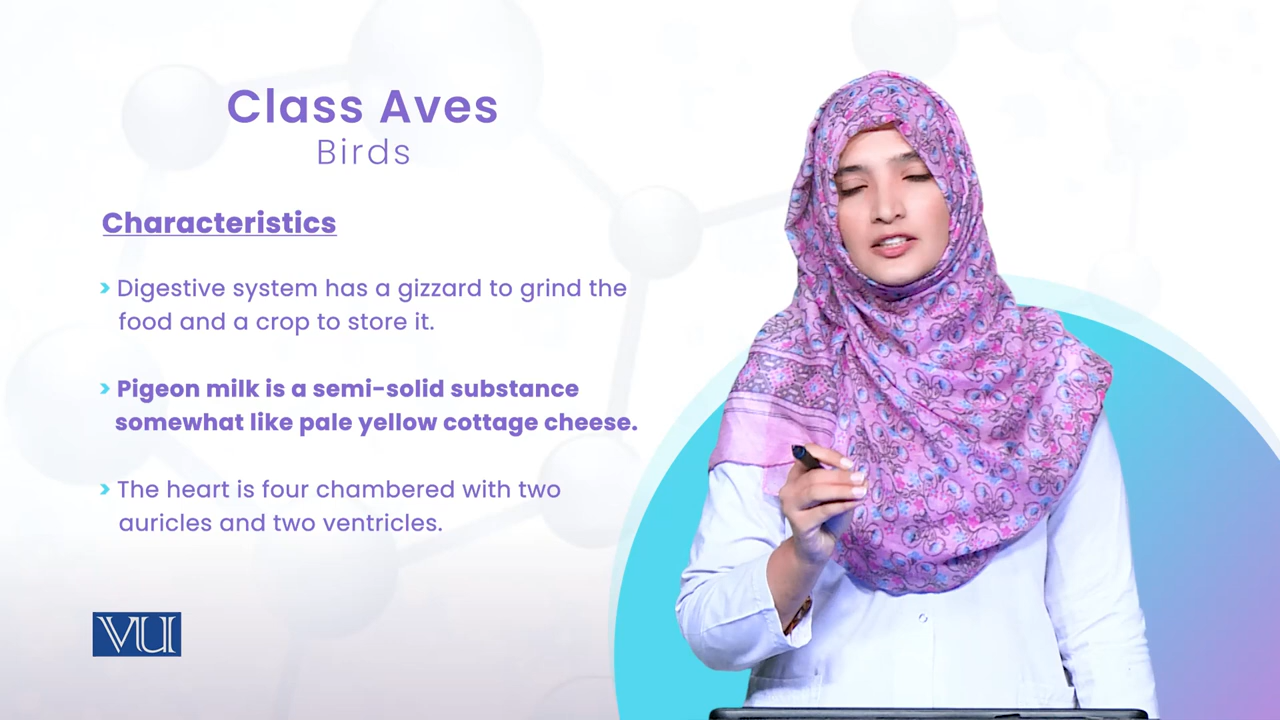 Class Aves
Birds
Characteristics
› Digestive system has a gizzard to grind the
food and a crop to store it.
› Pigeon milk is a semi-solid substance
somewhat like pale yellow cottage cheese.
› The heart is four chambered with two
auricles and two ventricles.
VU